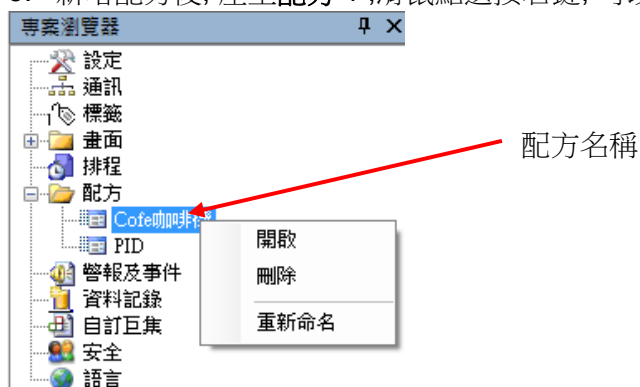 專案瀏覽器
設定
通訊
標籤
畫面
排程
配方
配方名稱
Cofe咖啡機
PID
開啟
刪除
重新命名
警報及事件
資料記錄
自訂巨集
安全
語言